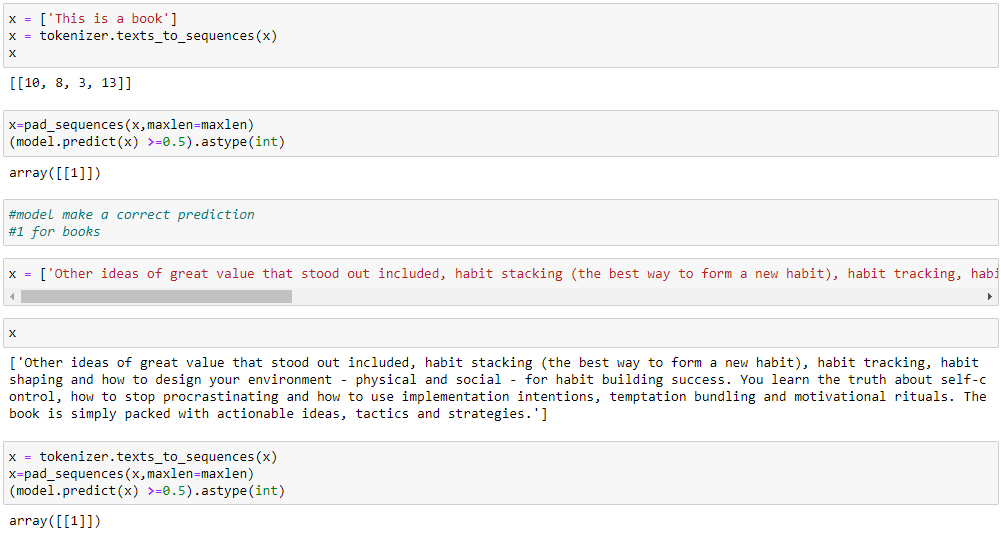 x = ['This is a book']
x = tokenizer.texts_to_sequences(x)
x
[[10, 8, 3, 13]]
x=pad_sequences(x,maxlen=maxlen)
(model.predict(x) >=0.5).astype(int)
array([[1]])
#model make a correct prediction
#1 for books
x = ['Other ideas of great value that stood out included, habit stacking (the best way to form a new habit), habit tracking, habi
x
['Other ideas of great value that stood out included, habit stacking (the best way to form a new habit), habit tracking, habit
shaping and how to design your environment - physical and social - for habit building success. You learn the truth about self-c
ontrol, how to stop procrastinating and how to use implementation intentions, temptation bundling and motivational rituals. The
book is simply packed with actionable ideas, tactics and strategies.']
x = tokenizer.texts_to_sequences(x)
x=pad_sequences(x,maxlen=maxlen)
(model.predict(x) >=0.5).astype(int)
array([[1]])